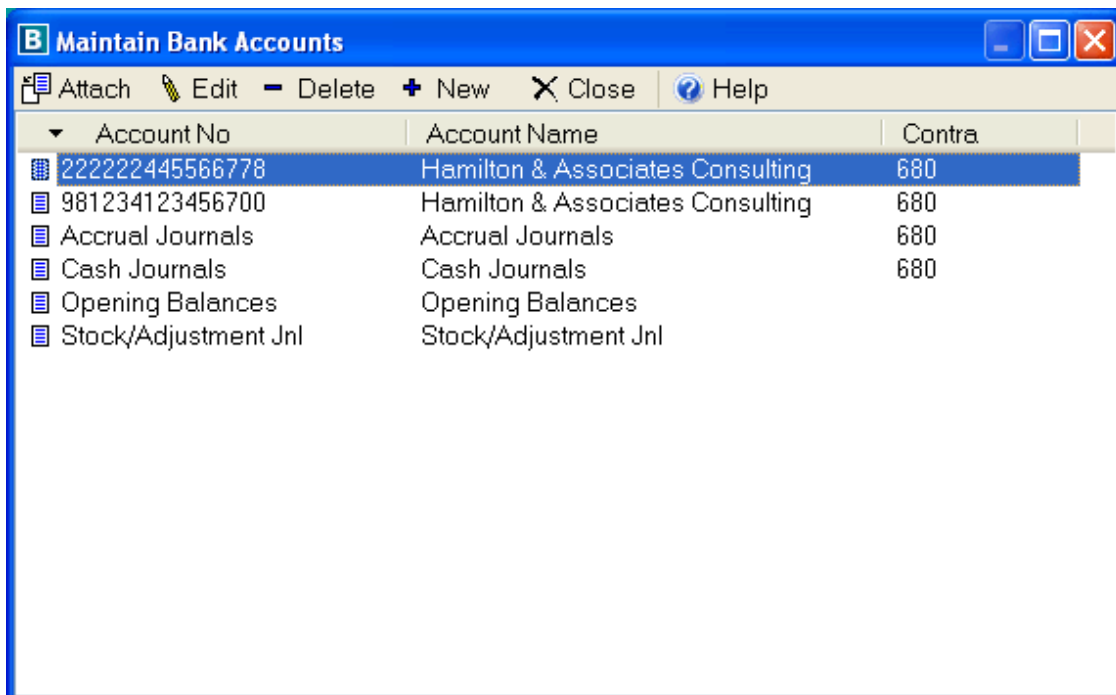 B Maintain Bank Accounts
Attach Edit Delete New Close Help
Account No Account Name Contra
222222445566778 Hamilton & Associates Consulting 680
981234123456700 Hamilton & Associates Consulting 680
Accrual Journals Accrual Journals 680
Cash Journals Cash Journals 680
Opening Balances Opening Balances
Stock/Adjustment Jnl Stock/Adjustment Jnl